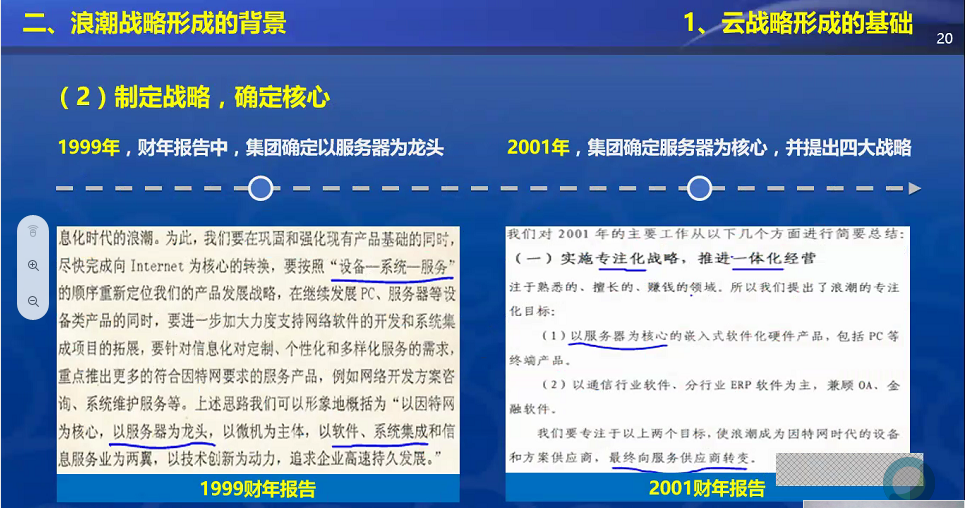 二、浪潮战略形成的背景
1、云战略形成的基础
20
（2）制定战略，确定核心
1999年，财年报告中，集团确定以服务器为龙头
2001年，集团确定服务器为核心，并提出四大战略
息化时代的浪潮。为此，我们要在巩固和强化现有产品基础的同时，
尽快完成向 Internet 为核心的转换，要按照“设备—系统—服务”
的顺序重新定位我们的产品发展战略，在继续发展 PC、服务器等设
备类产品的同时，要进一步加大力度支持网络软件的开发和系统集
成项目的拓展，要针对信息化对定制、个性化和多样化服务的需求，
重点推出更多的符合因特网要求的服务产品，例如网络开发方案咨
询、系统维护服务等。上述思路我们可以形象地概括为“以因特网
为核心，以服务器为龙头，以微机为主体，以软件、系统集成和信
息服务业为两翼，以技术创新为动力，追求企业高速持久发展。”
1999财年报告
我们对 2001 年的主要工作从以下几个方面进行简要总结：
（一）实施专注化战略，推进一体化经营
注于熟悉的、擅长的、赚钱的领域。所以我们提出了浪潮的专注
化目标：
（1）以服务器为核心的嵌入式软件化硬件产品，包括 PC 等
终端产品。
（2）以通信行业软件、分行业 ERP 软件为主，兼顾 OA、金
融软件。
我们要专注于以上两个目标，使浪潮成为因特网时代的设备
和方案供应商，最终向服务供应商转变。
2001财年报告